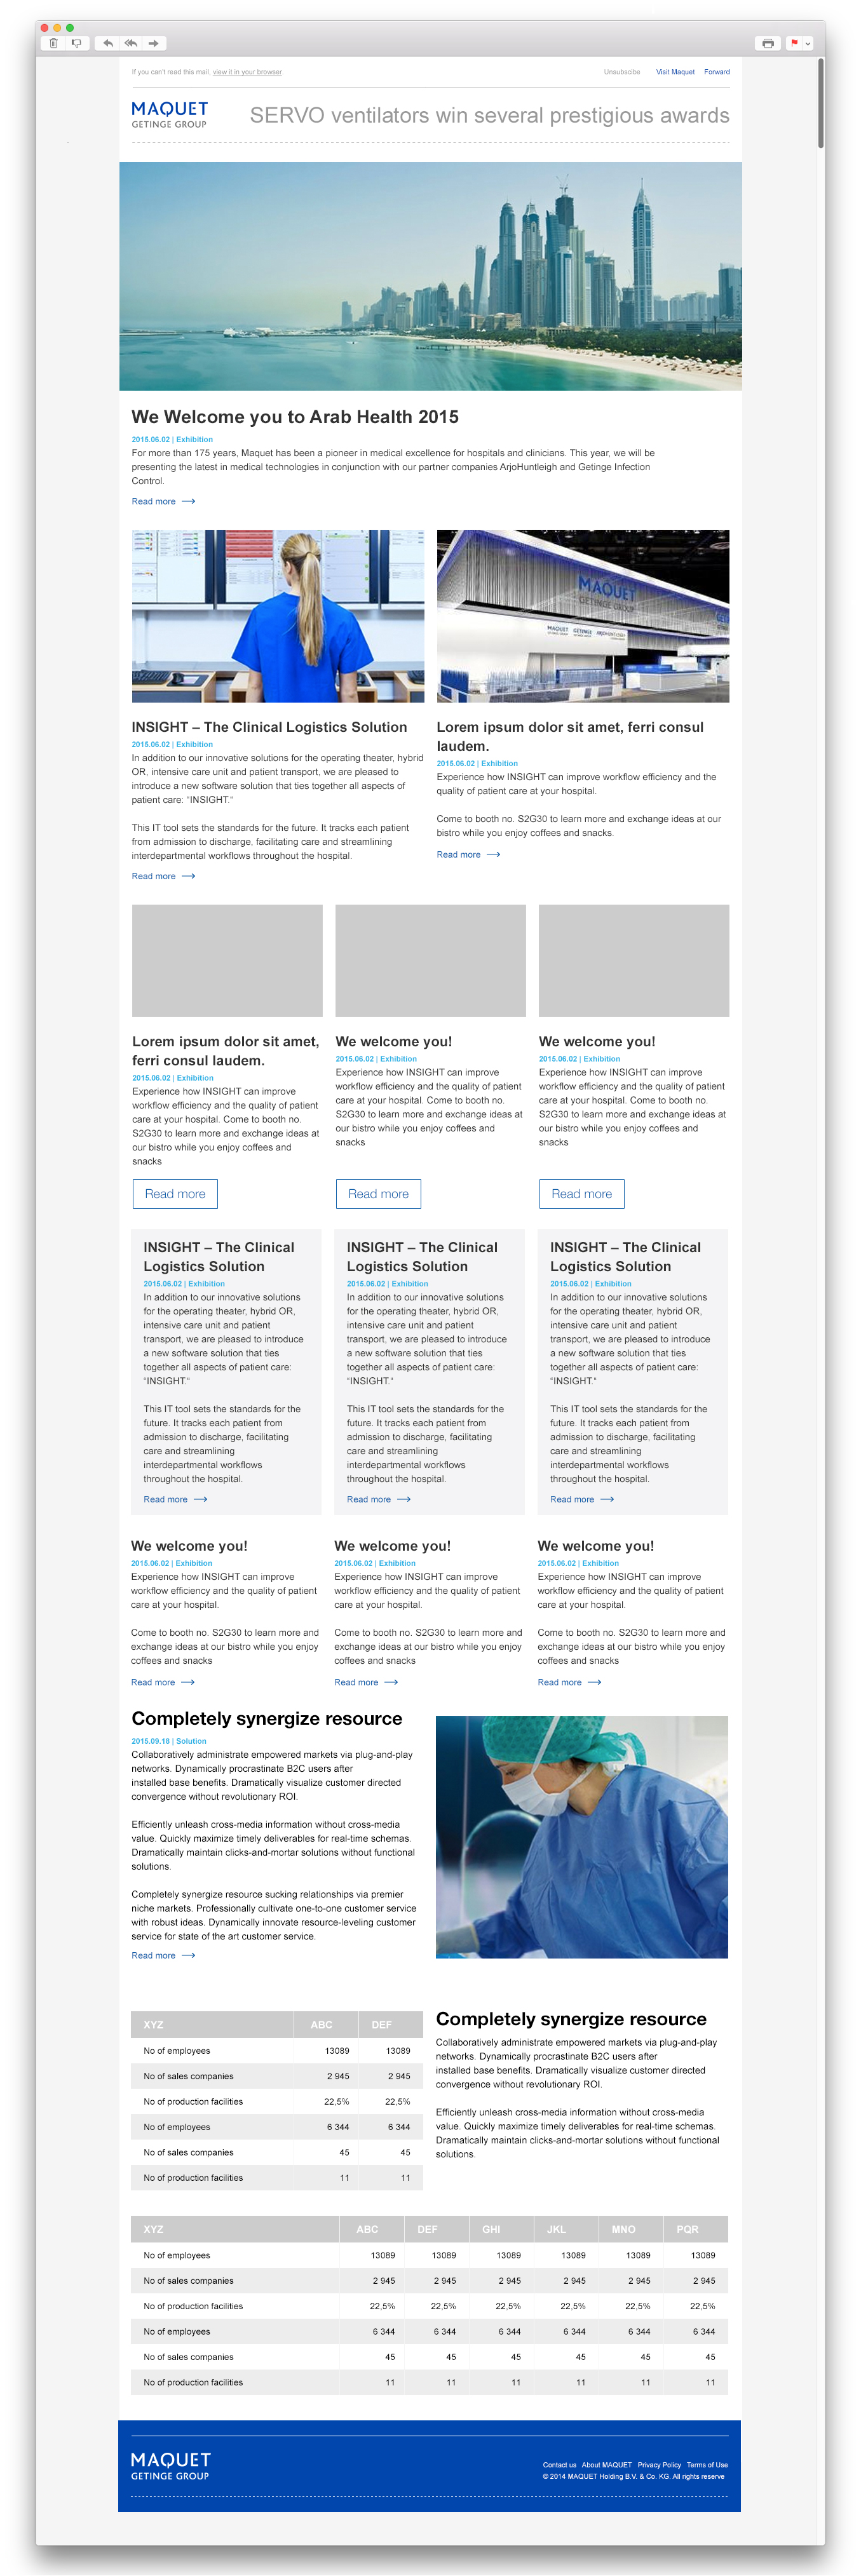 If you can't read this mail, view it in your browser.
Unsubscibe Visit Maquet Forward
MAQUET
GETINGE GROUP
SERVO ventilators win several prestigious awards
We Welcome you to Arab Health 2015
2015.06.02 | Exhibition
For more than 175 years, Maquet has been a pioneer in medical excellence for hospitals and clinicians. This year, we will be
presenting the latest in medical technologies in conjunction with our partner companies ArjoHuntleigh and Getinge Infection
Control.
Read more
INSIGHT – The Clinical Logistics Solution
2015.06.02 | Exhibition
In addition to our innovative solutions for the operating theater, hybrid
OR, intensive care unit and patient transport, we are pleased to
introduce a new software solution that ties together all aspects of
patient care: "INSIGHT."
This IT tool sets the standards for the future. It tracks each patient
from admission to discharge, facilitating care and streamlining
interdepartmental workflows throughout the hospital.
Read more
MAQUET
GETINGE GROUP
MAQUET GETINGE ARJOHUNTLEIGH
Lorem ipsum dolor sit amet, ferri consul
laudem.
2015.06.02 | Exhibition
Experience how INSIGHT can improve workflow efficiency and the
quality of patient care at your hospital.
Come to booth no. S2G30 to learn more and exchange ideas at our
bistro while you enjoy coffees and snacks.
Read more
Lorem ipsum dolor sit amet,
ferri consul laudem.
2015.06.02 | Exhibition
Experience how INSIGHT can improve
workflow efficiency and the quality of patient
care at your hospital. Come to booth no.
S2G30 to learn more and exchange ideas at
our bistro while you enjoy coffees and
snacks
Read more
We welcome you!
2015.06.02 | Exhibition
Experience how INSIGHT can improve
workflow efficiency and the quality of patient
care at your hospital. Come to booth no.
S2G30 to learn more and exchange ideas at
our bistro while you enjoy coffees and
snacks
Read more
We welcome you!
2015.06.02 | Exhibition
Experience how INSIGHT can improve
workflow efficiency and the quality of patient
care at your hospital. Come to booth no.
S2G30 to learn more and exchange ideas at
our bistro while you enjoy coffees and
snacks
Read more
INSIGHT – The Clinical
Logistics Solution
2015.06.02 | Exhibition
In addition to our innovative solutions
for the operating theater, hybrid OR,
intensive care unit and patient
transport, we are pleased to introduce
a new software solution that ties
together all aspects of patient care:
"INSIGHT."
This IT tool sets the standards for the
future. It tracks each patient from
admission to discharge, facilitating
care and streamlining
interdepartmental workflows
throughout the hospital.
Read more
INSIGHT – The Clinical
Logistics Solution
2015.06.02 | Exhibition
In addition to our innovative solutions
for the operating theater, hybrid OR,
intensive care unit and patient
transport, we are pleased to introduce
a new software solution that ties
together all aspects of patient care:
"INSIGHT."
This IT tool sets the standards for the
future. It tracks each patient from
admission to discharge, facilitating
care and streamlining
interdepartmental workflows
throughout the hospital.
Read more
INSIGHT – The Clinical
Logistics Solution
2015.06.02 | Exhibition
In addition to our innovative solutions
for the operating theater, hybrid OR,
intensive care unit and patient
transport, we are pleased to introduce
a new software solution that ties
together all aspects of patient care:
"INSIGHT."
This IT tool sets the standards for the
future. It tracks each patient from
admission to discharge, facilitating
care and streamlining
interdepartmental workflows
throughout the hospital.
Read more
We welcome you!
2015.06.02 | Exhibition
Experience how INSIGHT can improve
workflow efficiency and the quality of patient
care at your hospital.
Come to booth no. S2G30 to learn more and
exchange ideas at our bistro while you enjoy
coffees and snacks
Read more
We welcome you!
2015.06.02 | Exhibition
Experience how INSIGHT can improve
workflow efficiency and the quality of patient
care at your hospital.
Come to booth no. S2G30 to learn more and
exchange ideas at our bistro while you enjoy
coffees and snacks
Read more
We welcome you!
2015.06.02 | Exhibition
Experience how INSIGHT can improve
workflow efficiency and the quality of patient
care at your hospital.
Come to booth no. S2G30 to learn more and
exchange ideas at our bistro while you enjoy
coffees and snacks
Read more
Completely synergize resource
2015.09.18 | Solution
Collaboratively administrate empowered markets via plug-and-play
networks. Dynamically procrastinate B2C users after
installed base benefits. Dramatically visualize customer directed
convergence without revolutionary ROI.
Efficiently unleash cross-media information without cross-media
value. Quickly maximize timely deliverables for real-time schemas.
Dramatically maintain clicks-and-mortar solutions without functional
solutions.
Completely synergize resource sucking relationships via premier
niche markets. Professionally cultivate one-to-one customer service
with robust ideas. Dynamically innovate resource-leveling customer
service for state of the art customer service.
Read more
XYZ ABC DEF
No of employees 13089 13089
No of sales companies 2 945 2 945
No of production facilities 22,5% 22,5%
No of employees 6 344 6 344
No of sales companies 45 45
No of production facilities 11 11
Completely synergize resource
Collaboratively administrate empowered markets via plug-and-play
networks. Dynamically procrastinate B2C users after
installed base benefits. Dramatically visualize customer directed
convergence without revolutionary ROI.
Efficiently unleash cross-media information without cross-media
value. Quickly maximize timely deliverables for real-time schemas.
Dramatically maintain clicks-and-mortar solutions without functional
solutions.
XYZ ABC DEF GHI JKL MNO PQR
No of employees 13089 13089 13089 13089 13089 13089
No of sales companies 2 945 2 945 2 945 2 945 2 945 2 945
No of production facilities 22,5% 22,5% 22,5% 22,5% 22,5% 22,5%
No of employees 6 344 6 344 6 344 6 344 6 344 6 344
No of sales companies 45 45 45 45 45 45
No of production facilities 11 11 11 11 11 11
MAQUET
GETINGE GROUP
Contact us About MAQUET Privacy Policy Terms of Use
© 2014 MAQUET Holding B.V. & Co. KG. All rights reserve